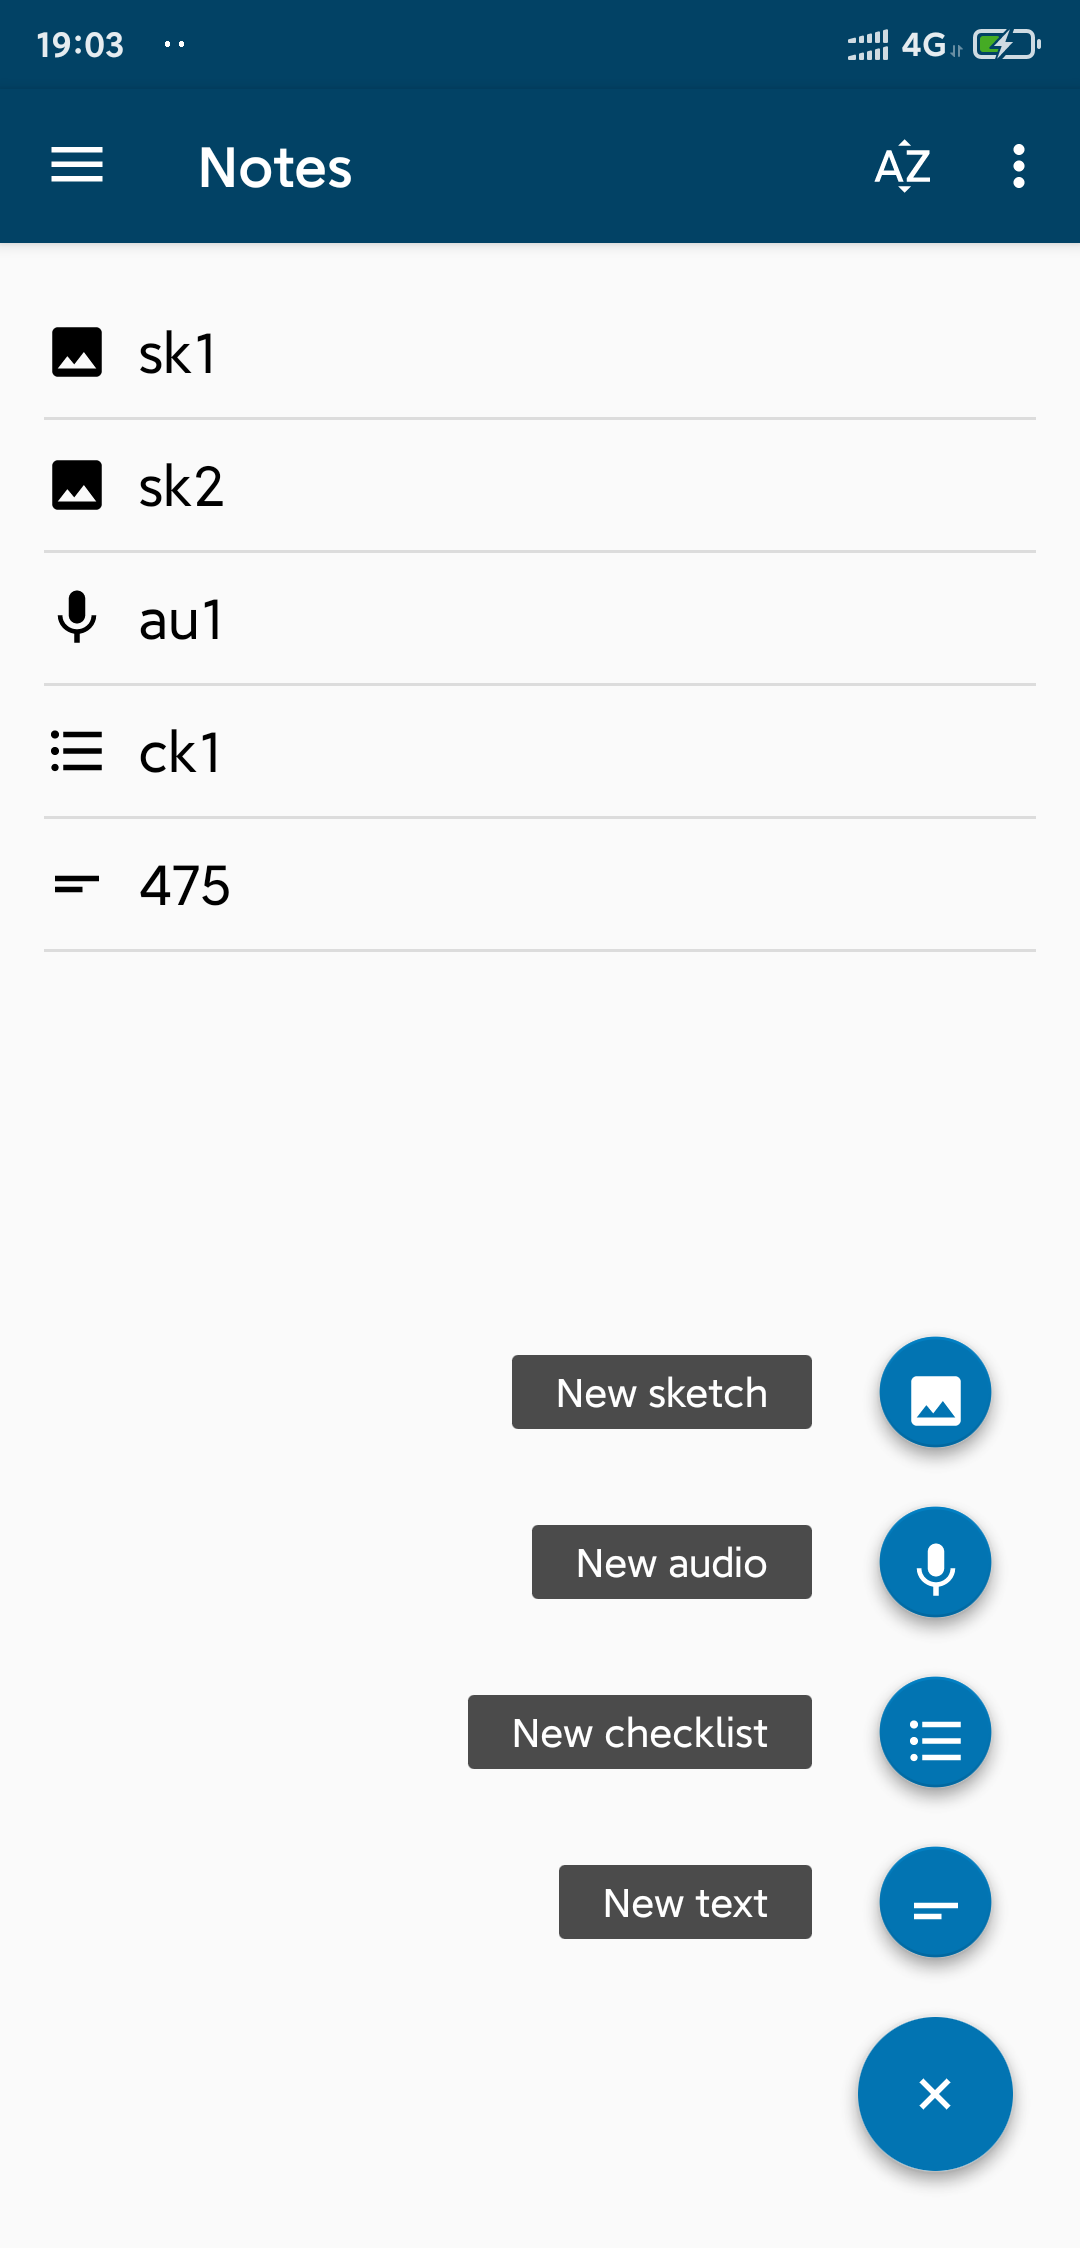 19:03
4G
Notes
AZ
sk1
sk2
au1
ck1
475
New sketch
New audio
New checklist
New text